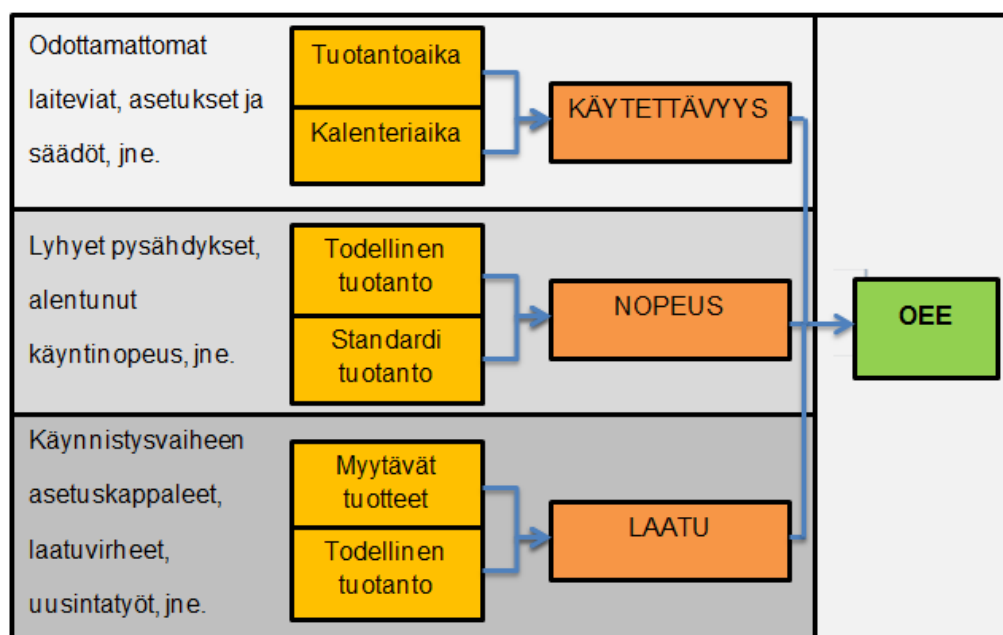 Odottamattomat
laiteviat, asetukset ja
säädöt, jne.
Tuotantoaika
Kalenteriaika
KÄYTETTÄVYYS
Lyhyet pysähdykset,
alentunut
käyntinopeus, jne.
Todellinen
tuotanto
Standardi
tuotanto
NOPEUS
OEE
Käynnistysvaiheen
asetuskappaleet,
laatuvirheet,
uusintatyöt, jne.
Myytävät
tuotteet
Todellinen
tuotanto
LAATU